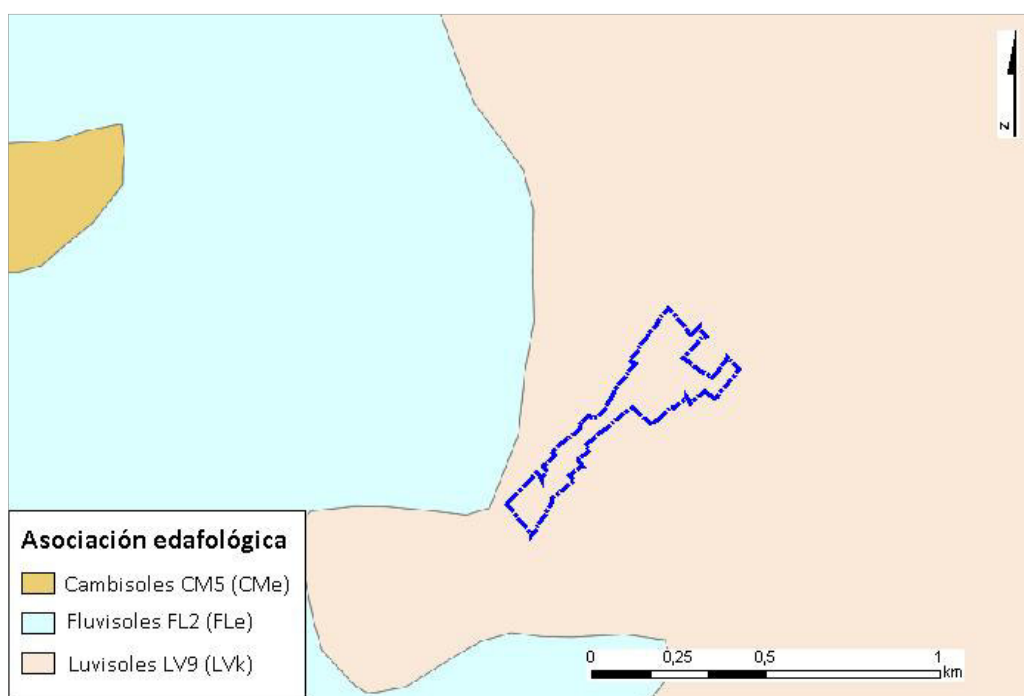 N
Asociación edafológica
Cambisoles CM5 (CMe)
Fluvisoles FL2 (FLe)
Luvisoles LV9 (LVk)
0 0,25 0,5 1
km